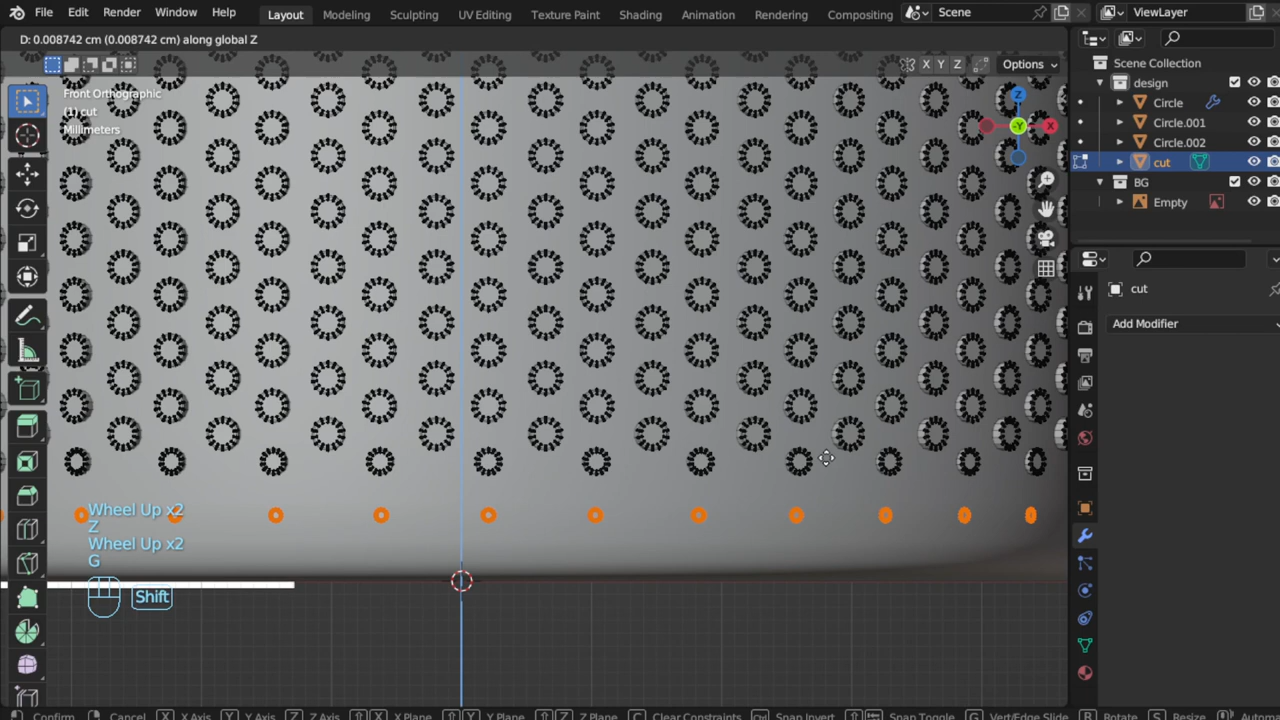 File Edit Render Window Help Layout Modeling Sculpting UV Editing Texture Paint Shading Animation Rendering Compositing Scene ViewLayer
D: 0.008742 cm (0.008742 cm) along global Z
X Y Z Options
Front Orthographic
(1) cut
Millimeters
Z
X
-Y
Scene Collection
design
Circle
Circle.001
Circle.002
cut
BG
Empty
cut
Add Modifier
Wheel Up x2
Z
Wheel Up x2
G
Shift
Confirm Cancel X X Axis Y Y Axis Z Z Axis X X Plane Y Y Plane Z Z Plane C Clear Constraints Snap Invert Snap Toggle G Vert/Edge Slide R Rotate S Resize